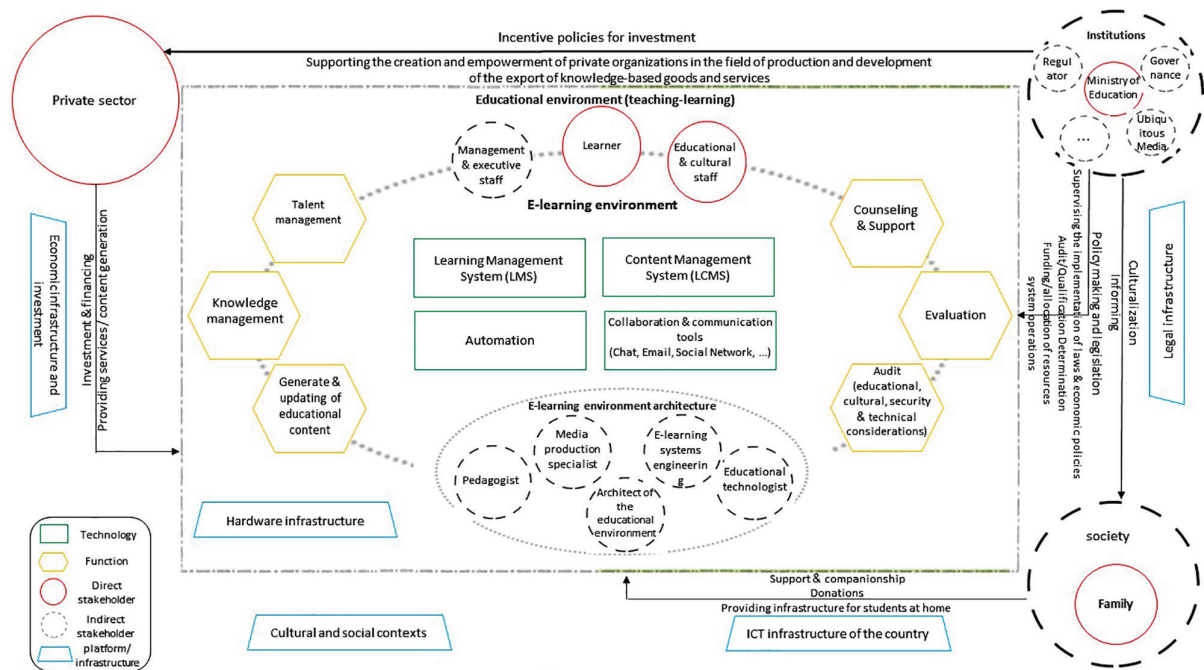 Incentive policies for investment
Supporting the creation and empowerment of private organizations in the field of production and development
of the export of knowledge-based goods and services
Private sector
Institutions
Regul
ator
Gover
nance
Ministry of
Education
...
Ubiqu
itous
Media
Educational environment (teaching-learning)
Management
& executive
staff
Learner
Educational
& cultural
staff
E-learning environment
Talent
management
Counseling
& Support
Learning Management
System (LMS)
Content Management
System (LCMS)
Knowledge
management
Evaluation
Automation
Collaboration & communication
tools
(Chat, Email, Social Network, ...)
Generate &
updating of
educational
content
Audit
(educational,
cultural, security
& technical
considerations)
E-learning environment architecture
Pedagogist
Media
production
specialist
Architect of
the
educational
environment
E-learning
systems
engineerin
g
Educational
technologist
Hardware infrastructure
Economic infrastructure and
investment
Investment & financing
Providing services/ content generation
Legal infrastructure
Culturalization
Informing
Policy making and legislation
Supervising the implementation of laws & economic policies
Audit/Qualification Determination
Funding/allocation of resources
system operations
society
Family
Support & companionship
Donations
Providing infrastructure for students at home
Cultural and social contexts
ICT infrastructure of the country
Technology
Function
Direct
stakeholder
Indirect
stakeholder
platform/
infrastructure